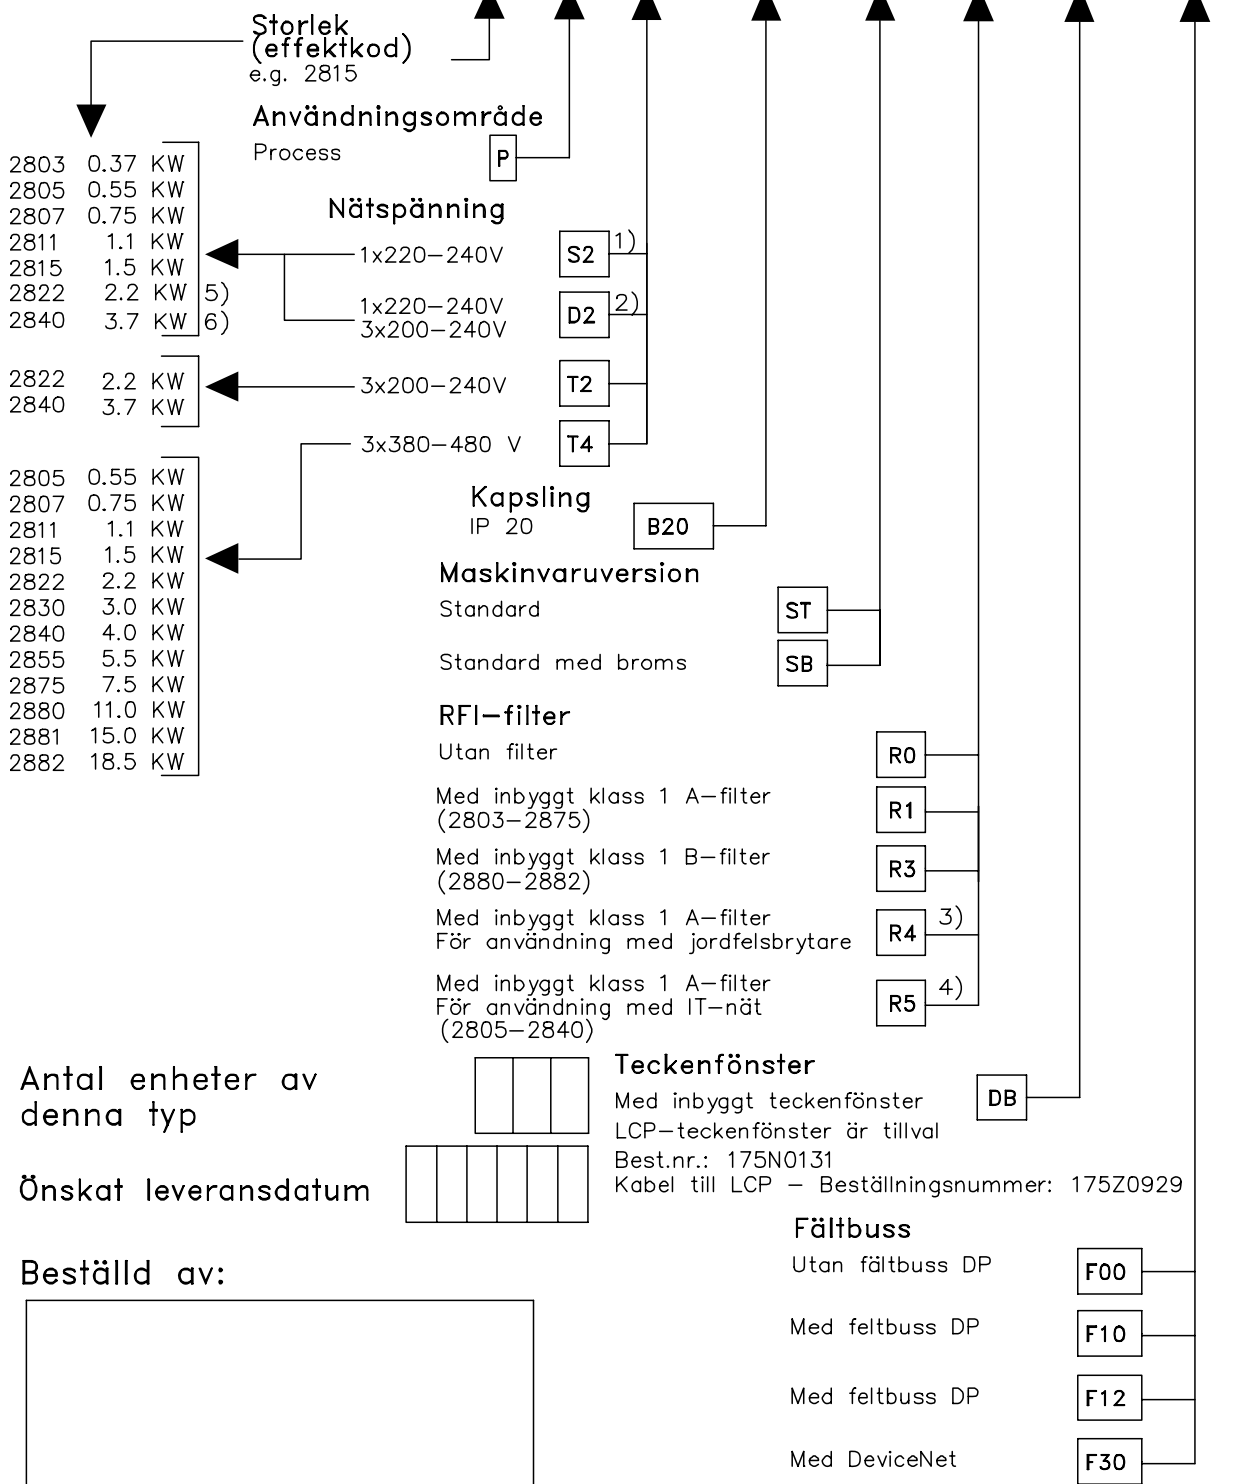 Storlek
(effektkod)
e.g. 2815
Användningsområde
Process
P
2803 0.37 KW
2805 0.55 KW
2807 0.75 KW
2811 1.1 KW
2815 1.5 KW
2822 2.2 KW 5)
2840 3.7 KW 6)
Nätspänning
1x220-240V
S2 1)
1x220-240V
3x200-240V
D2 2)
2822 2.2 KW
2840 3.7 KW
3x200-240V
T2
3x380-480 V
T4
2805 0.55 KW
2807 0.75 KW
2811 1.1 KW
2815 1.5 KW
2822 2.2 KW
2830 3.0 KW
2840 4.0 KW
2855 5.5 KW
2875 7.5 KW
2880 11.0 KW
2881 15.0 KW
2882 18.5 KW
Kapsling
IP 20
B20
Maskinvaruversion
Standard
ST
Standard med broms
SB
RFI-filter
Utan filter
R0
Med inbyggt klass 1 A-filter
(2803-2875)
R1
Med inbyggt klass 1 B-filter
(2880-2882)
R3
Med inbyggt klass 1 A-filter
För användning med jordfelsbrytare
R4 3)
Med inbyggt klass 1 A-filter
För användning med IT-nät
(2805-2840)
R5 4)
Antal enheter av
denna typ
Teckenfönster
Med inbyggt teckenfönster
DB
LCP-teckenfönster är tillval
Best.nr.: 175N0131
Kabel till LCP - Beställningsnummer: 175Z0929
Önskat leveransdatum
Fältbuss
Utan fältbuss DP
F00
Med feltbuss DP
F10
Med feltbuss DP
F12
Med DeviceNet
F30
Beställd av: